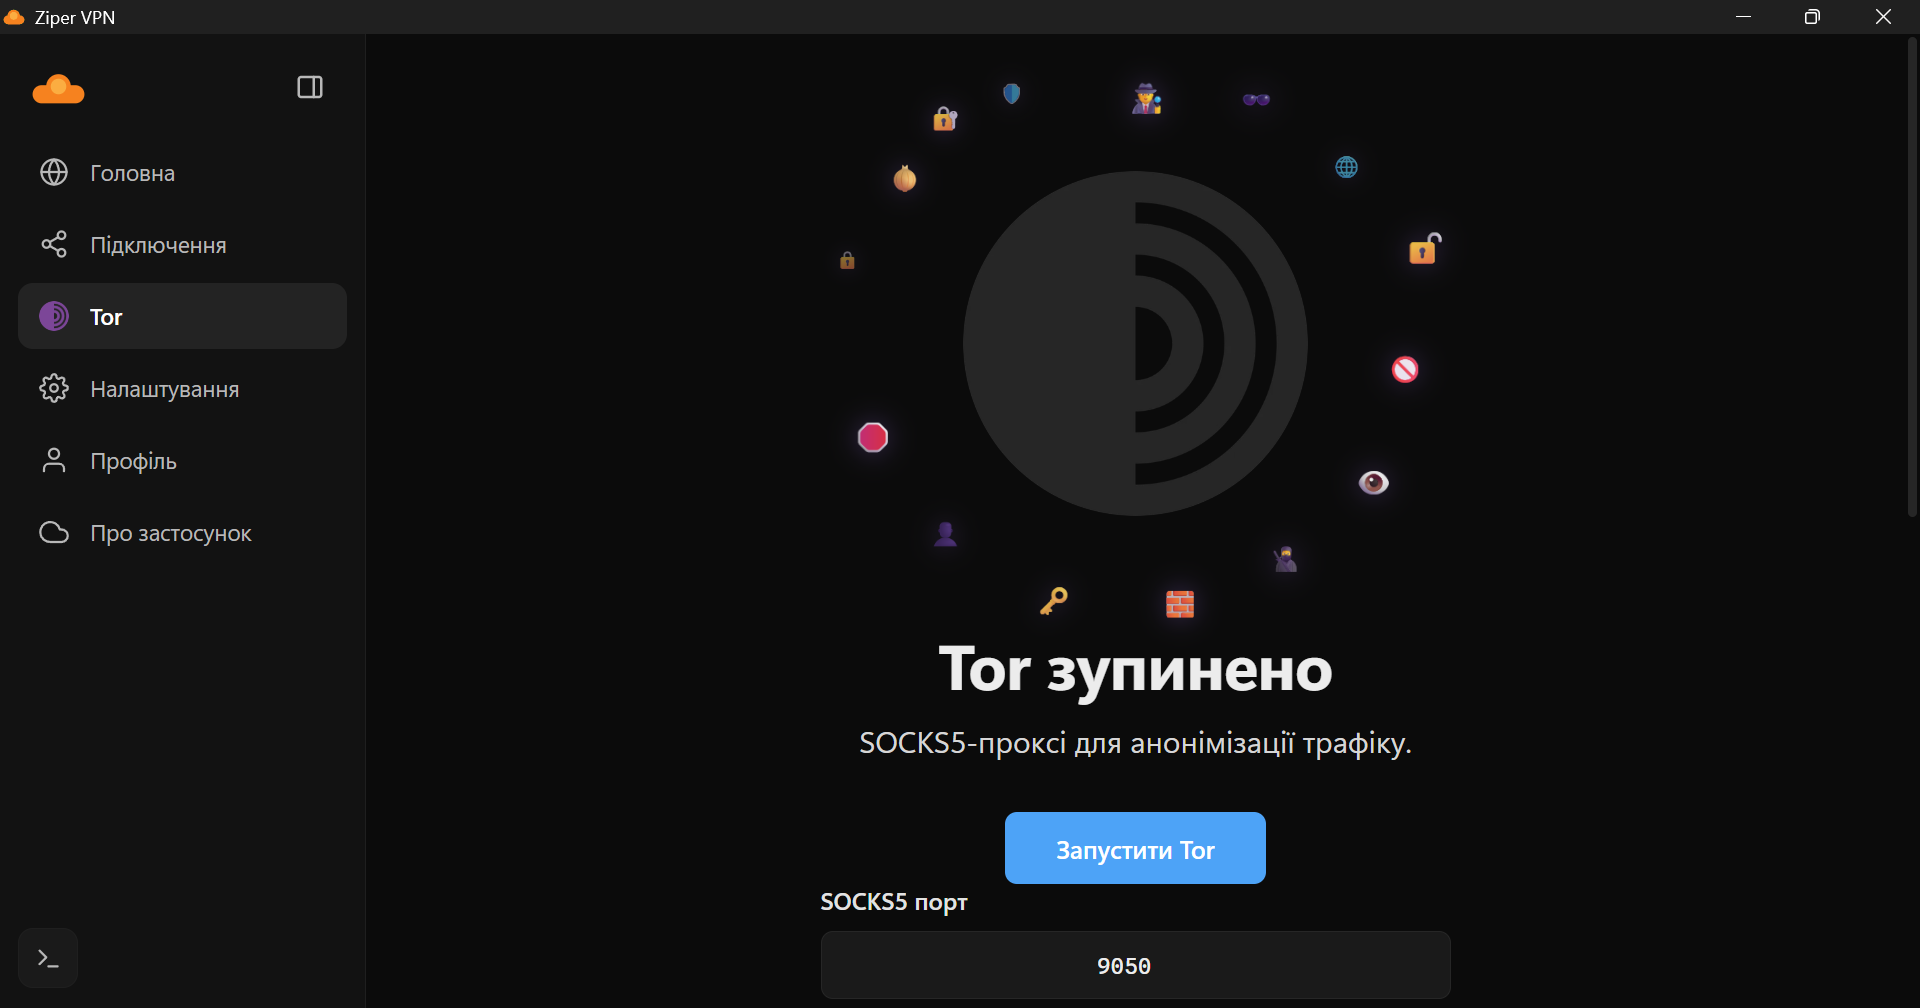 Ziper VPN
Головна
Підключення
Tor
Налаштування
Профіль
Про застосунок
Tor зупинено
SOCKS5-проксі для анонімізації трафіку.
Запустити Tor
SOCKS5 порт
9050